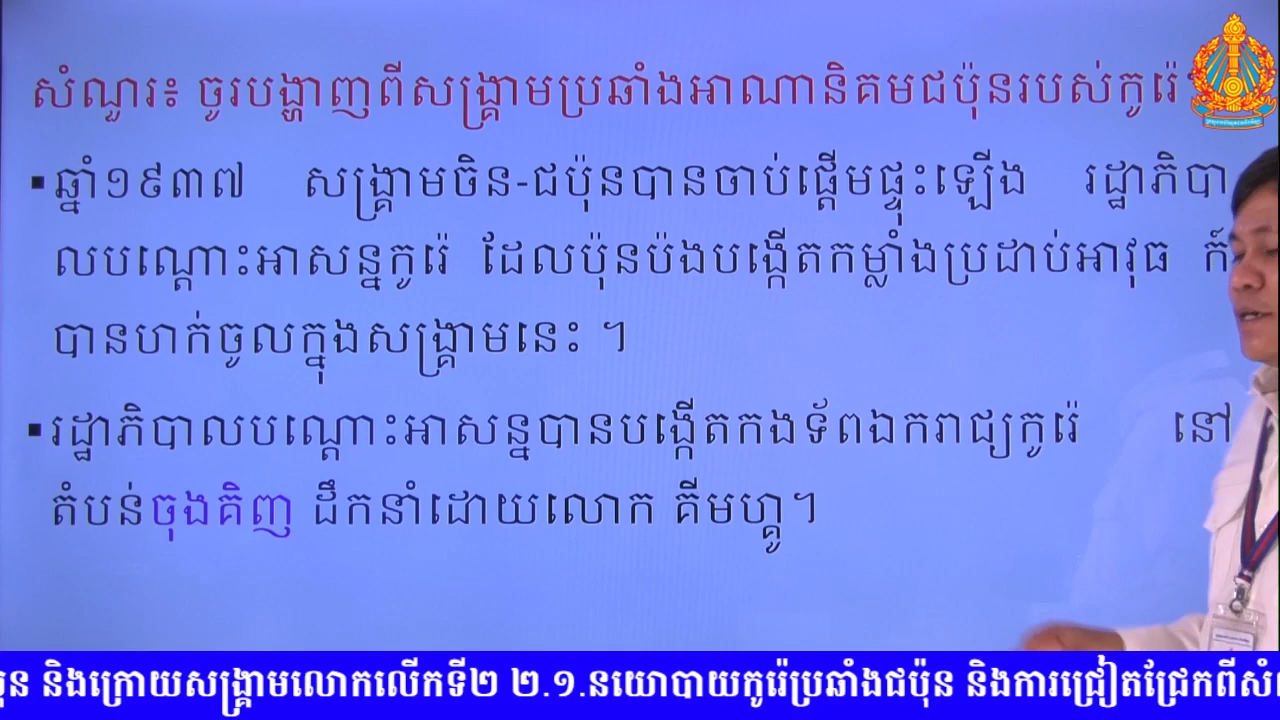 សំណួរ៖ ចូរបង្ហាញពីសង្គ្រាមប្រឆាំងអាណានិគមជប៉ុនរបស់កូរ៉េ
▪ឆ្នាំ១៩៣៧ សង្គ្រាមចិន-ជប៉ុនបានចាប់ផ្តើមផ្ទុះឡើង រដ្ឋាភិបា
លបណ្តោះអាសន្នកូរ៉េ ដែលប៉ុនប៉ងបង្កើតកម្លាំងប្រដាប់អាវុធ ក៍
បានហក់ចូលក្នុងសង្គ្រាមនេះ ។
▪រដ្ឋាភិបាលបណ្តោះអាសន្នបានបង្កើតកងទ័ពឯករាជ្យកូរ៉េ នៅ
តំបន់ចុងគិញ ដឹកនាំដោយលោក គីមហ្គូ។
និងក្រោយសង្គ្រាមលោកលើកទី២ ២.១.នយោបាយកូរ៉េប្រឆាំងជប៉ុន និងការជ្រៀតជ្រែកពី